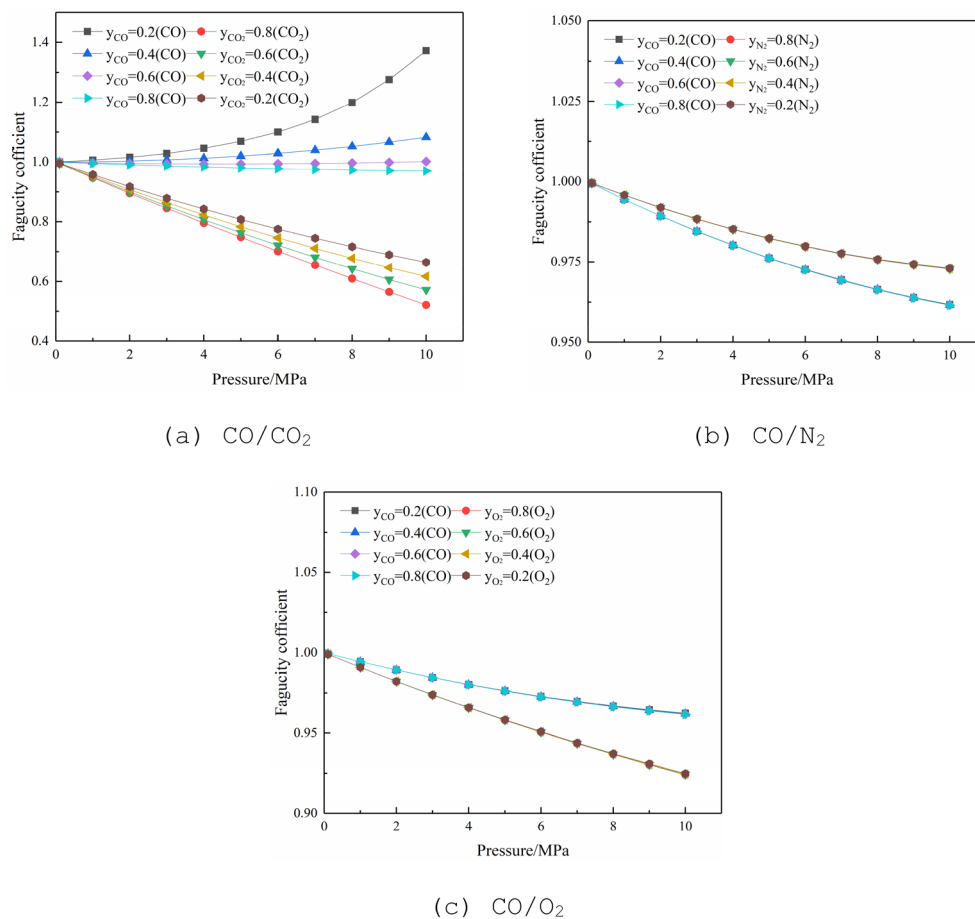 1.4
1.2
1.0
0.8
0.6
0.4
Fagucity cofficient
y_CO=0.2(CO) y_CO₂=0.8(CO₂)
y_CO=0.4(CO) y_CO₂=0.6(CO₂)
y_CO=0.6(CO) y_CO₂=0.4(CO₂)
y_CO=0.8(CO) y_CO₂=0.2(CO₂)
0 2 4 6 8 10
Pressure/MPa
(a) CO/CO₂
1.050
1.025
1.000
0.975
0.950
Fagucity cofficient
y_CO=0.2(CO) y_N₂=0.8(N₂)
y_CO=0.4(CO) y_N₂=0.6(N₂)
y_CO=0.6(CO) y_N₂=0.4(N₂)
y_CO=0.8(CO) y_N₂=0.2(N₂)
0 2 4 6 8 10
Pressure/MPa
(b) CO/N₂
1.10
1.05
1.00
0.95
0.90
Fagucity cofficient
y_CO=0.2(CO) y_O₂=0.8(O₂)
y_CO=0.4(CO) y_O₂=0.6(O₂)
y_CO=0.6(CO) y_O₂=0.4(O₂)
y_CO=0.8(CO) y_O₂=0.2(O₂)
0 2 4 6 8 10
Pressure/MPa
(c) CO/O₂